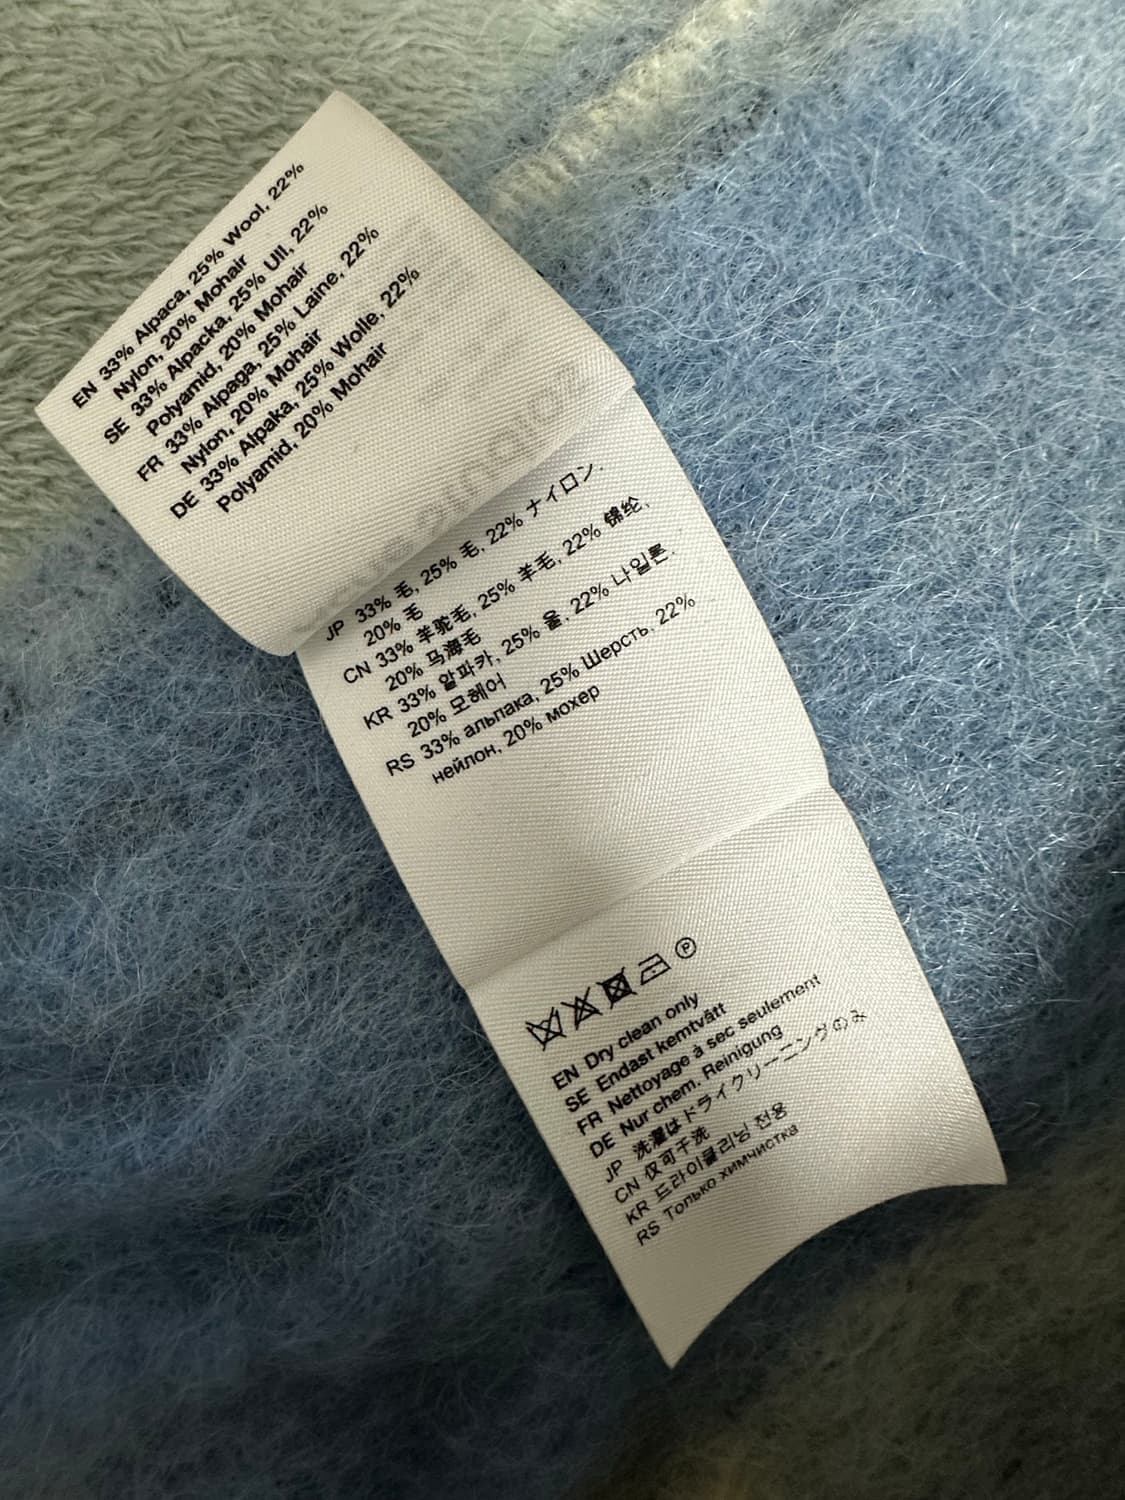 EN 33% Alpaca, 25% Wool, 22%
Nylon, 20% Mohair
SE 33% Alpacka, 25% Ull, 22%
Polyamid, 20% Mohair
FR 33% Alpaga, 25% Laine, 22%
Nylon, 20% Mohair
DE 33% Alpaka, 25% Wolle, 22%
Polyamid, 20% Mohair
JP 33% 毛, 25% 毛, 22% ナイロン,
20% 毛
CN 33% 羊驼毛, 25% 羊毛, 22% 锦纶,
20% 马海毛
KR 33% 알파카, 25% 울, 22% 나일론,
20% 모헤어
RS 33% альпака, 25% Шерсть, 22%
нейлон, 20% мохер
P
EN Dry clean only
SE Endast kemtvätt
FR Nettoyage à sec seulement
DE Nur chem. Reinigung
JP 洗濯はドライクリーニングのみ
CN 仅可干洗
KR 드라이클리닝 전용
RS Только химчистка